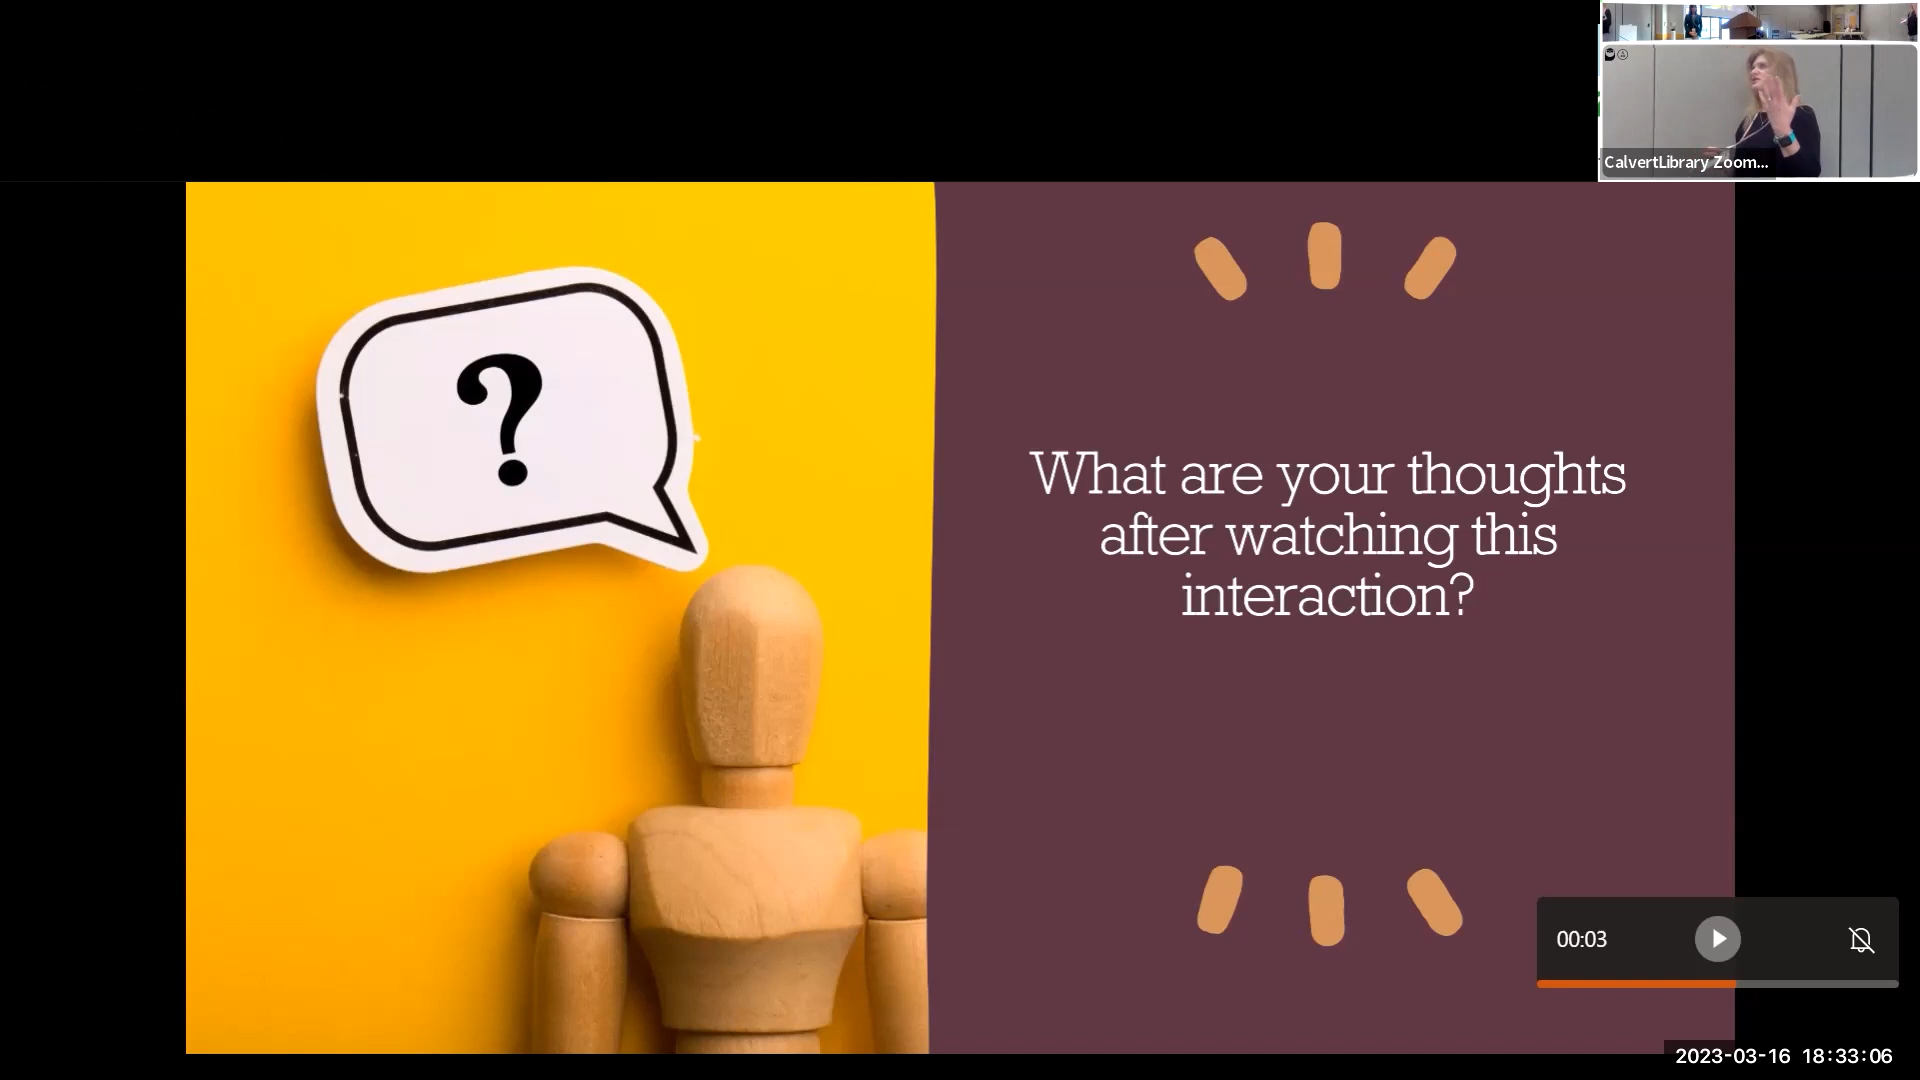 CalvertLibrary Zoom...
?
What are your thoughts
after watching this
interaction?
00:03
2023-03-16 18:33:06